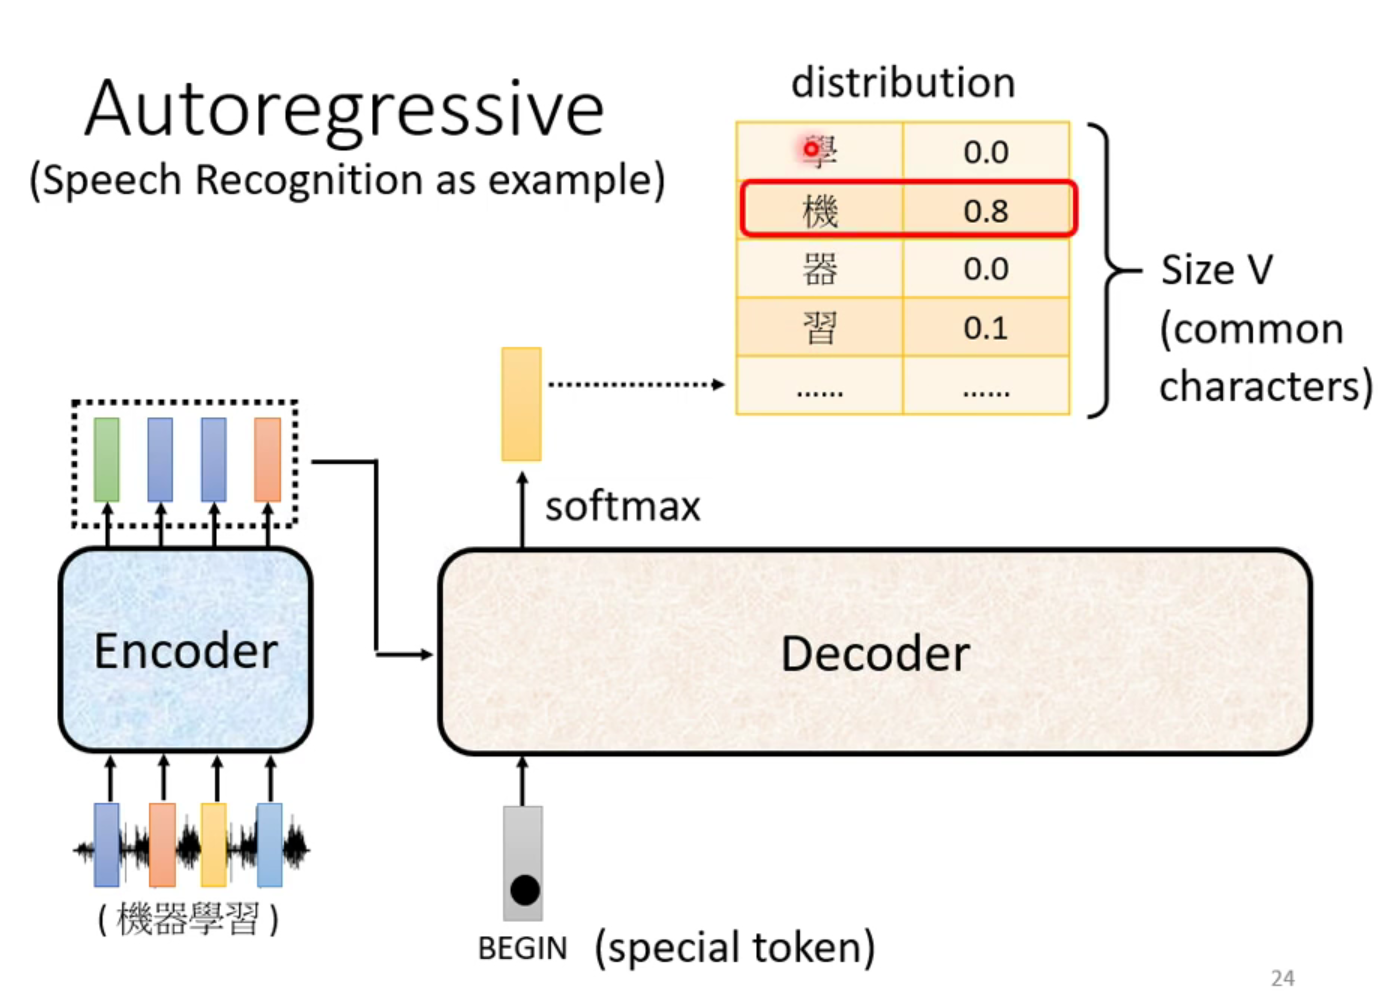 Autoregressive
(Speech Recognition as example)
distribution
學 0.0
機 0.8
器 0.0
習 0.1
...... ......
Size V
(common
characters)
softmax
Encoder
Decoder
(機器學習)
BEGIN (special token)
24